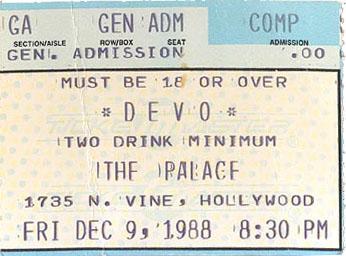 GA GEN ADM COMP
SECTION/AISLE ROW/BOX SEAT ADMISSION
GEN. ADMISSION .00
MUST BE 18 OR OVER
* DEVO *
TWO DRINK MINIMUM
THE PALACE
1735 N. VINE, HOLLYWOOD
FRI DEC 9, 1988 8:30 PM